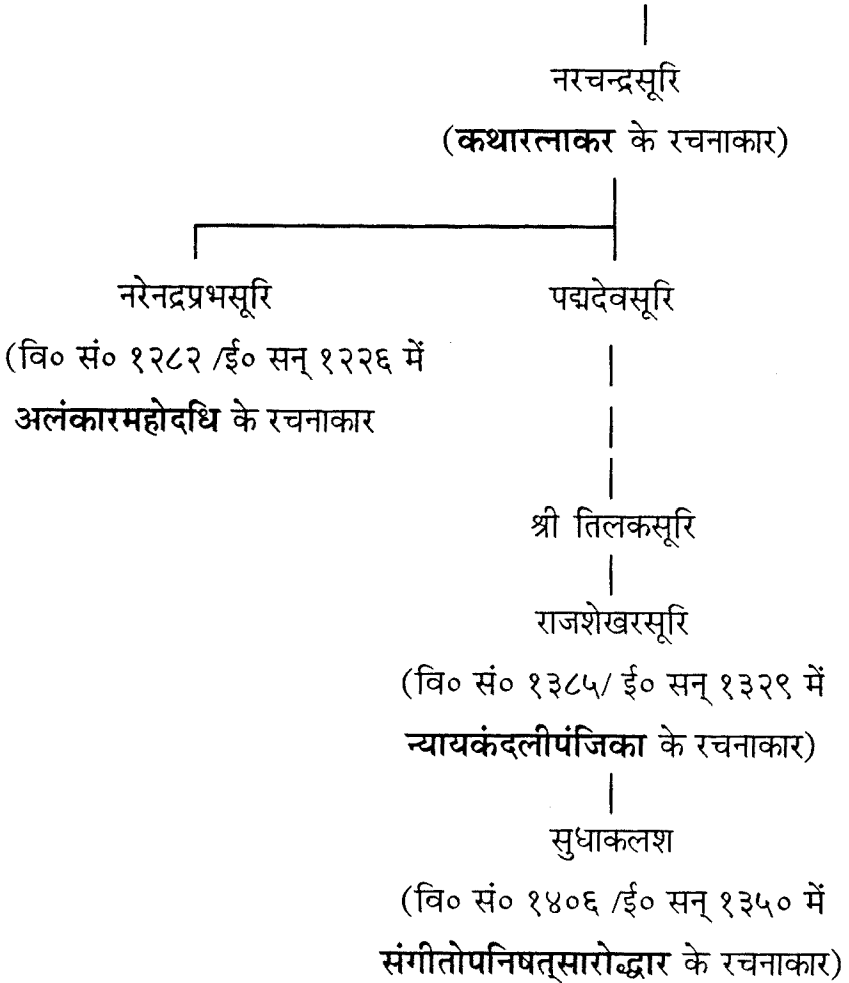 नरचन्द्रसूरि
(कथारत्नाकर के रचनाकार)
नरेनद्रप्रभसूरि
पद्मदेवसूरि
(वि० सं० १२८२ /ई० सन् १२२६ में
अलंकारमहोदधि के रचनाकार
श्री तिलकसूरि
राजशेखरसूरि
(वि० सं० १३८५/ ई० सन् १३२९ में
न्यायकंदलीपंजिका के रचनाकार)
सुधाकलश
(वि० सं० १४०६ /ई० सन् १३५० में
संगीतोपनिषत्सारोद्धार के रचनाकार)